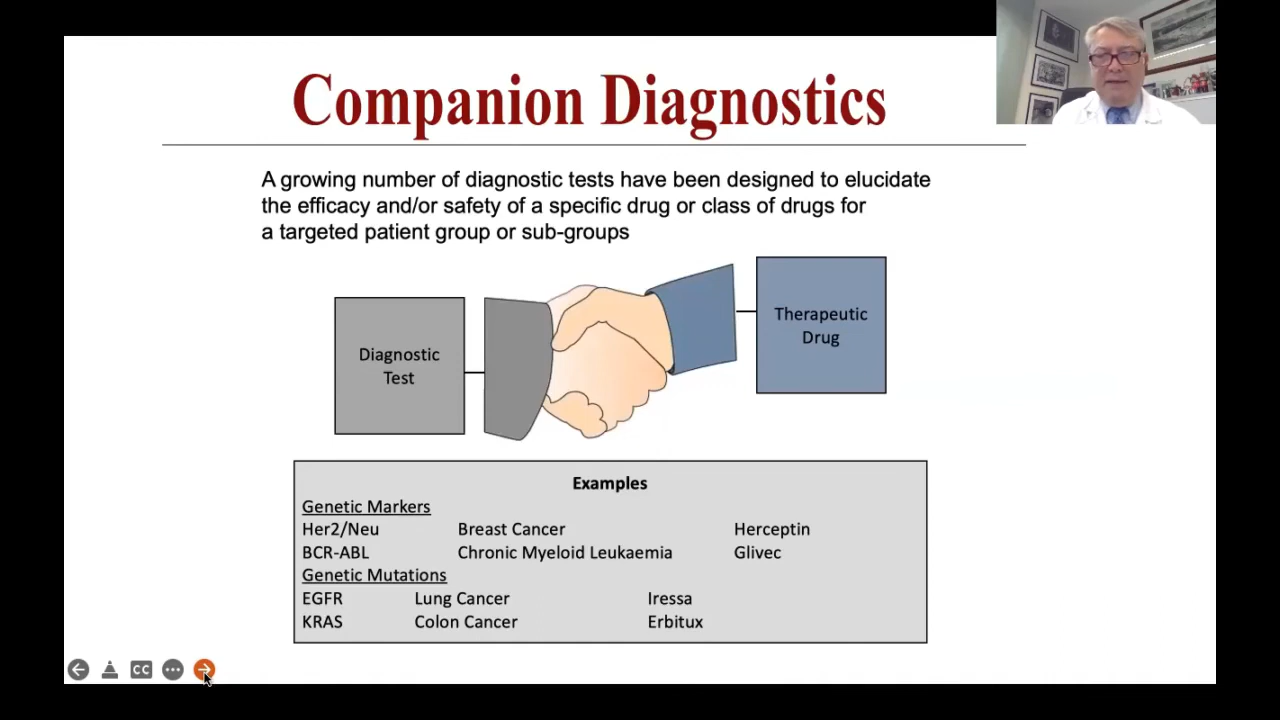 Companion Diagnostics
A growing number of diagnostic tests have been designed to elucidate
the efficacy and/or safety of a specific drug or class of drugs for
a targeted patient group or sub-groups
Diagnostic
Test
Therapeutic
Drug
Examples
Genetic Markers
Her2/Neu Breast Cancer Herceptin
BCR-ABL Chronic Myeloid Leukaemia Glivec
Genetic Mutations
EGFR Lung Cancer Iressa
KRAS Colon Cancer Erbitux
CC